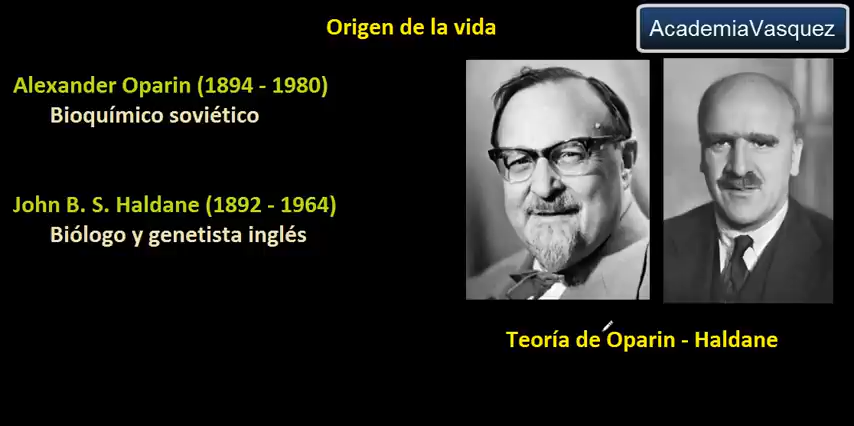 Origen de la vida
AcademiaVasquez
Alexander Oparin (1894 - 1980)
Bioquímico soviético
John B. S. Haldane (1892 - 1964)
Biólogo y genetista inglés
Teoría de Oparin - Haldane